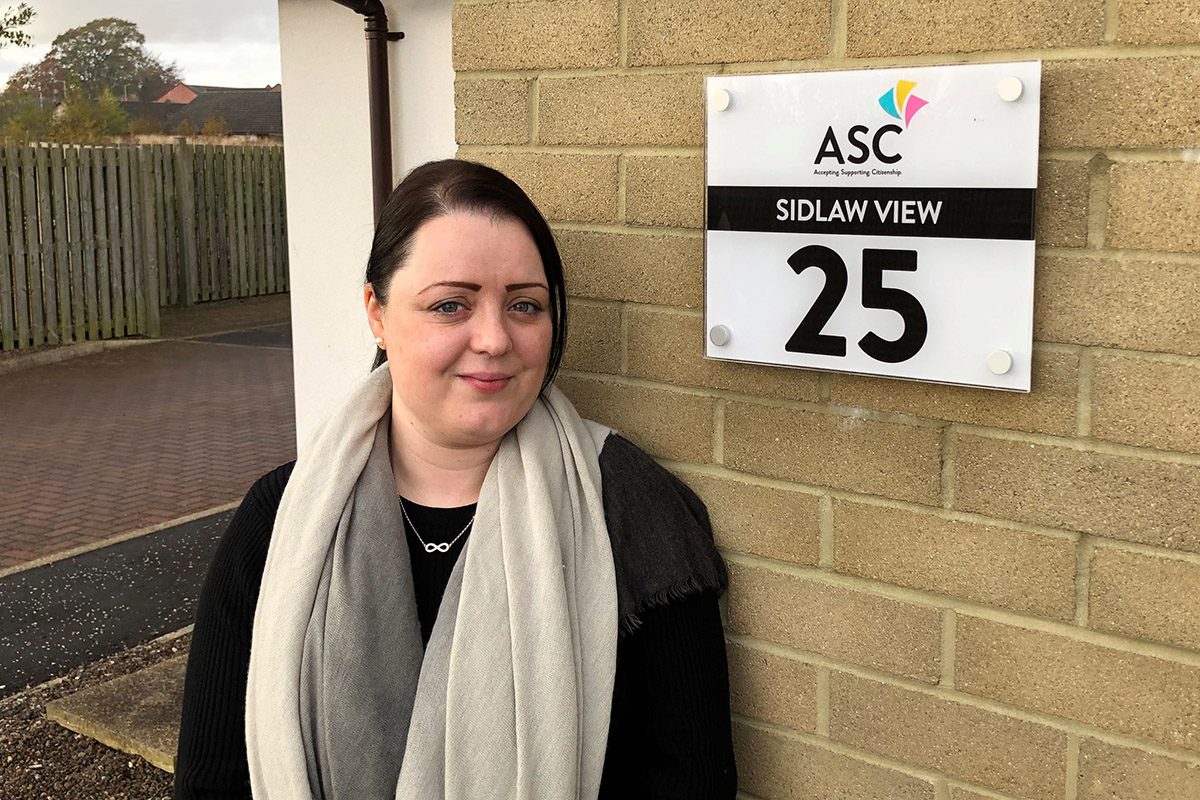 ASC
Accepting Supporting Citizenship.
SIDLAW VIEW
25